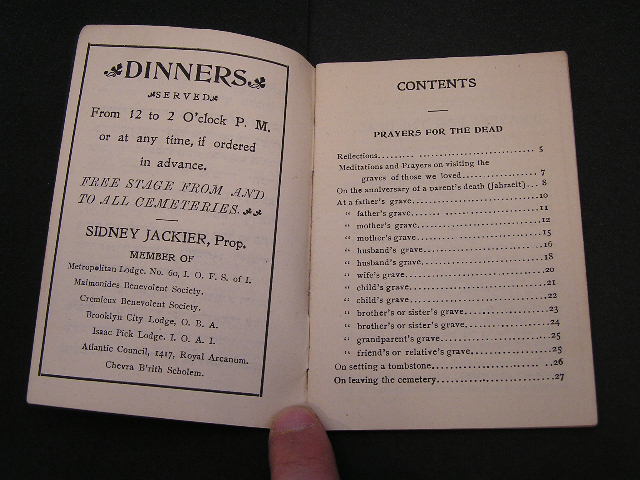 DINNERS
SERVED
From 12 to 2 O'clock P. M.
or at any time, if ordered
in advance.
FREE STAGE FROM AND
TO ALL CEMETERIES.
SIDNEY JACKIER, Prop.
MEMBER OF
Metropolitan Lodge. No. 60, I. O. F. S. of I.
Maimonides Benevolent Society.
Cremieux Benevolent Society.
Brooklyn City Lodge, O. B. A.
Isaac Pick Lodge. I. O. A. I.
Atlantic Council, 1417, Royal Arcanum.
Chevra B'rith Scholem.
CONTENTS
PRAYERS FOR THE DEAD
Reflections.................................. 5
Meditations and Prayers on visiting the
graves of those we loved.................. 7
On the anniversary of a parent's death (Jahrzeit)... 8
At a father's grave.............................10
" father's grave.............................11
" mother's grave.............................12
" mother's grave.............................15
" husband's grave............................16
" husband's grave............................18
" wife's grave...............................20
" child's grave..............................21
" child's grave..............................22
" brother's or sister's grave................23
" brother's or sister's grave................24
" grandparent's grave........................25
" friend's or relative's grave...............25
On setting a tombstone..........................26
On leaving the cemetery.........................27